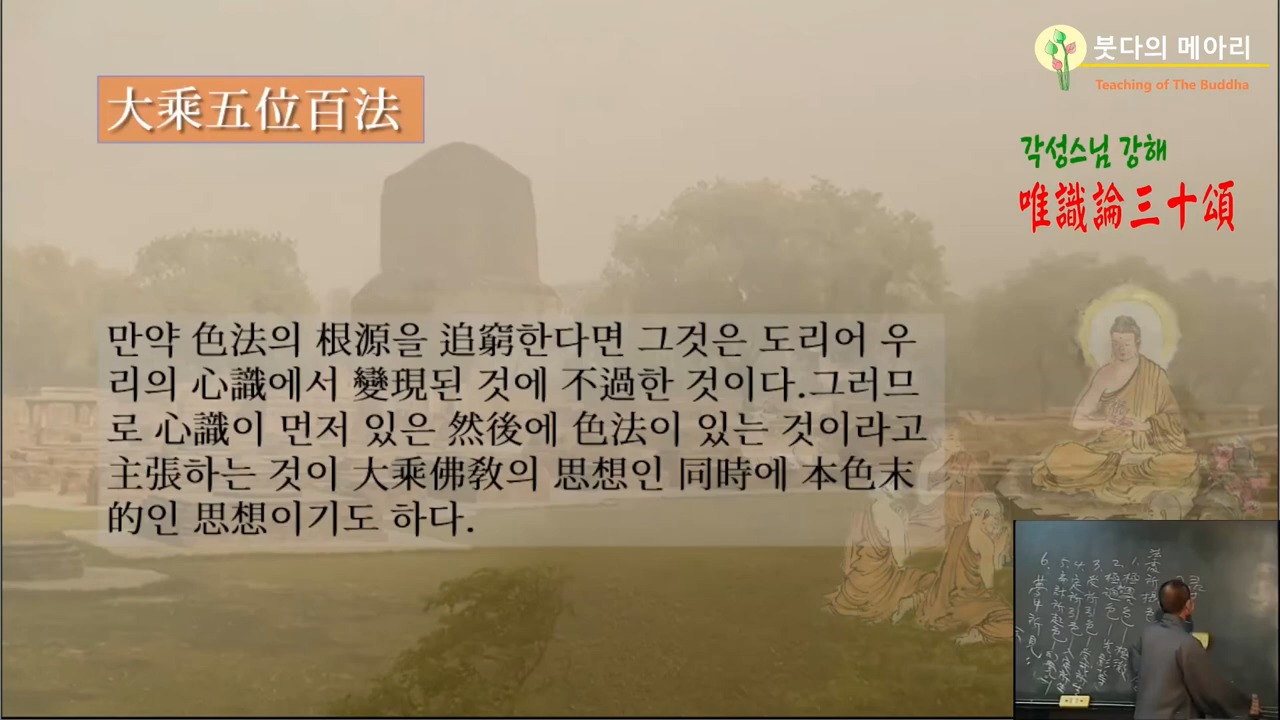 大乘五位百法
붓다의 메아리
Teaching of The Buddha
각성스님 강해
唯識論三十頌
만약 色法의 根源을 追窮한다면 그것은 도리어 우
리의 心識에서 變現된 것에 不過한 것이다.그러므
로 心識이 먼저 있은 然後에 色法이 있는 것이라고
主張하는 것이 大乘佛敎의 思想인 同時에 本色末
的인 思想이기도 하다.